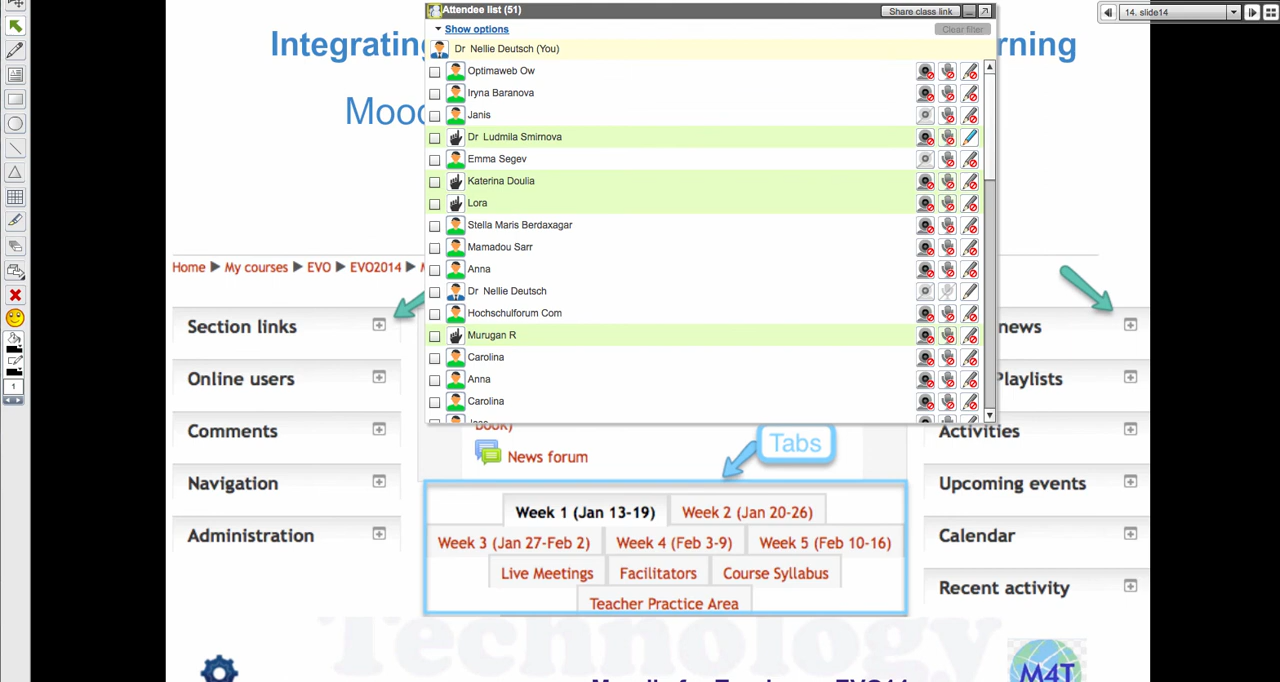 Attendee list (51)
Share class link
14. slide14
Show options
Clear filter
Integrating
rning
Dr Nellie Deutsch (You)
Optimaweb Ow
Iryna Baranova
Janis
Dr Ludmila Smirnova
Emma Segev
Katerina Doulia
Lora
Stella Maris Berdaxagar
Mamadou Sarr
Anna
Dr Nellie Deutsch
Hochschulforum Com
Murugan R
Carolina
Anna
Carolina
Mood
Home ▶ My courses ▶ EVO ▶ EVO2014 ▶
Section links
Online users
Comments
Navigation
Administration
news
Playlists
Activities
Upcoming events
Calendar
Recent activity
book)
News forum
Tabs
Week 1 (Jan 13-19)
Week 2 (Jan 20-26)
Week 3 (Jan 27-Feb 2)
Week 4 (Feb 3-9)
Week 5 (Feb 10-16)
Live Meetings
Facilitators
Course Syllabus
Teacher Practice Area
Technology
M4T
1